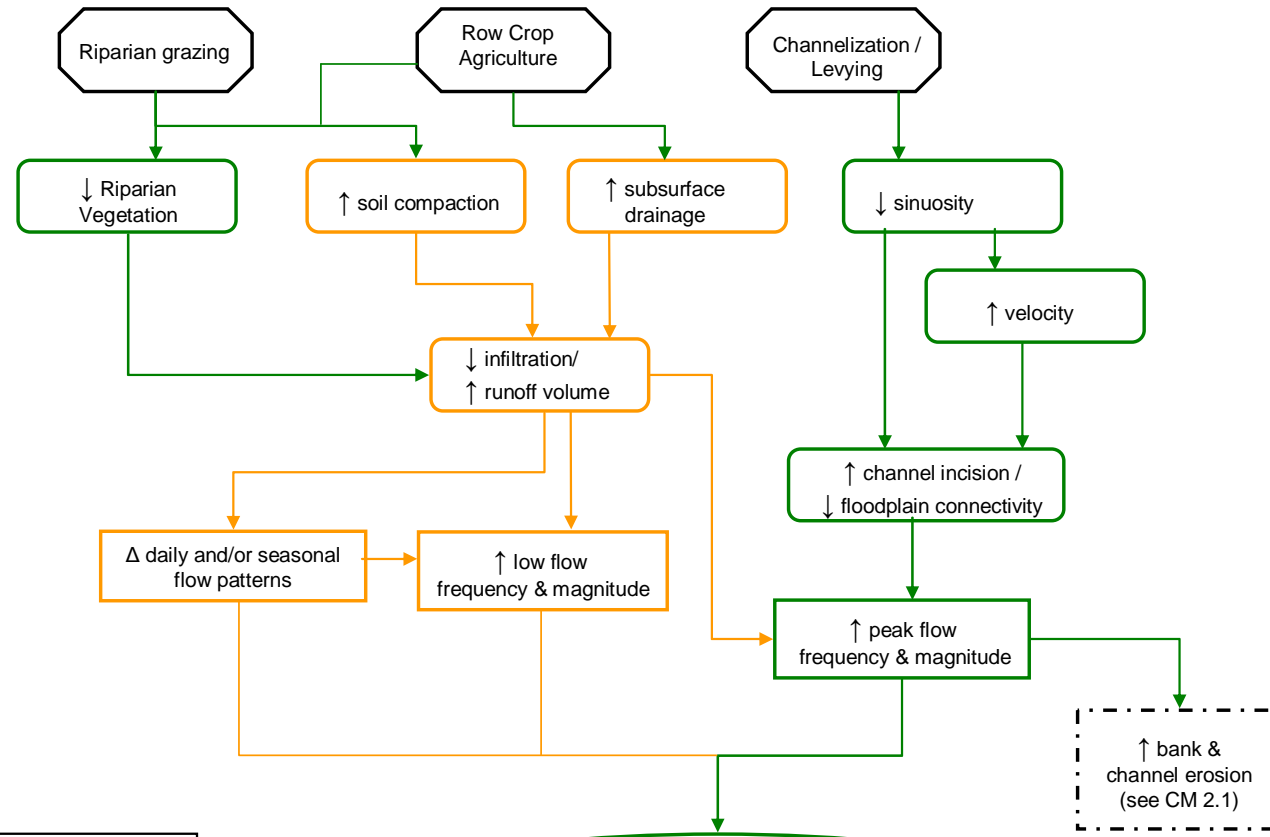 Riparian grazing
Row Crop
Agriculture
Channelization /
Levying
↓ Riparian
Vegetation
↑ soil compaction
↑ subsurface
drainage
↓ sinuosity
↑ velocity
↓ infiltration/
↑ runoff volume
↑ channel incision /
↓ floodplain connectivity
Δ daily and/or seasonal
flow patterns
↑ low flow
frequency & magnitude
↑ peak flow
frequency & magnitude
↑ bank &
channel erosion
(see CM 2.1)